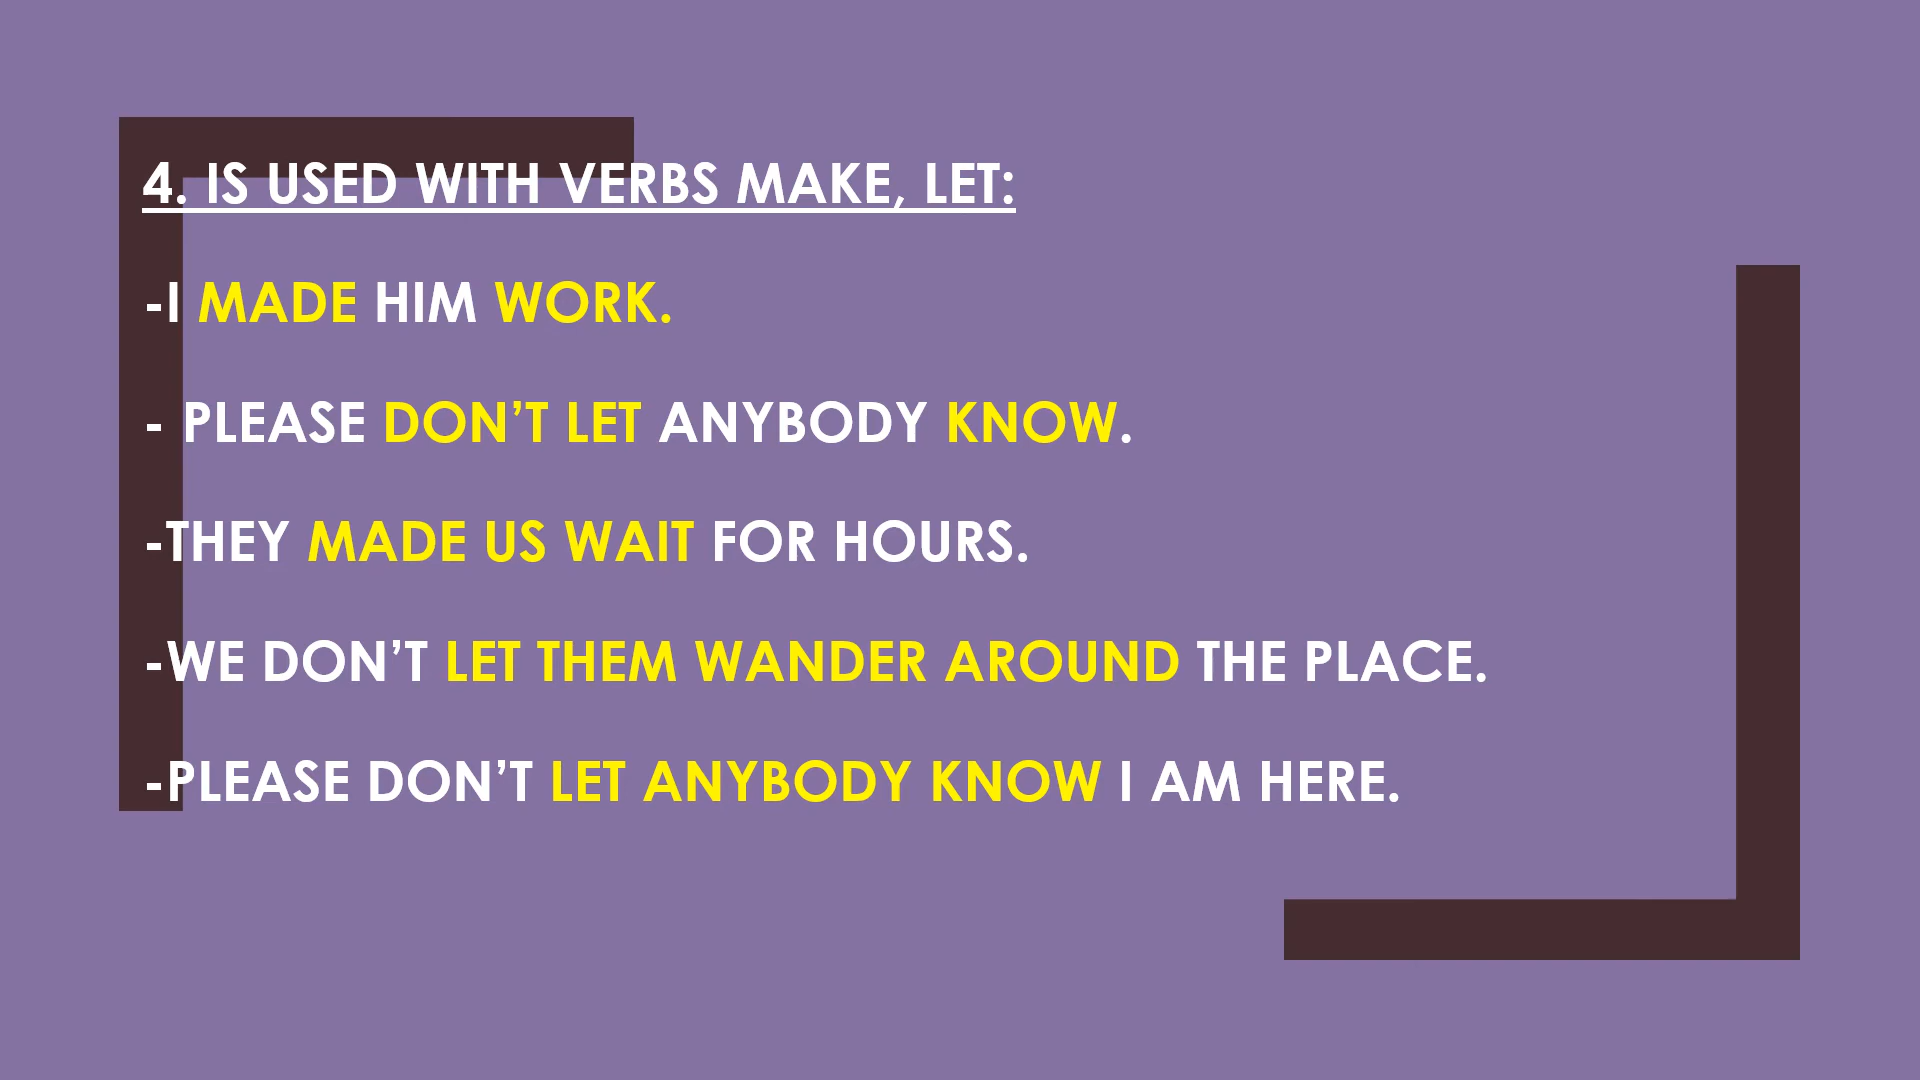 4. IS USED WITH VERBS MAKE, LET:
-I MADE HIM WORK.
- PLEASE DON’T LET ANYBODY KNOW.
-THEY MADE US WAIT FOR HOURS.
-WE DON’T LET THEM WANDER AROUND THE PLACE.
-PLEASE DON’T LET ANYBODY KNOW I AM HERE.